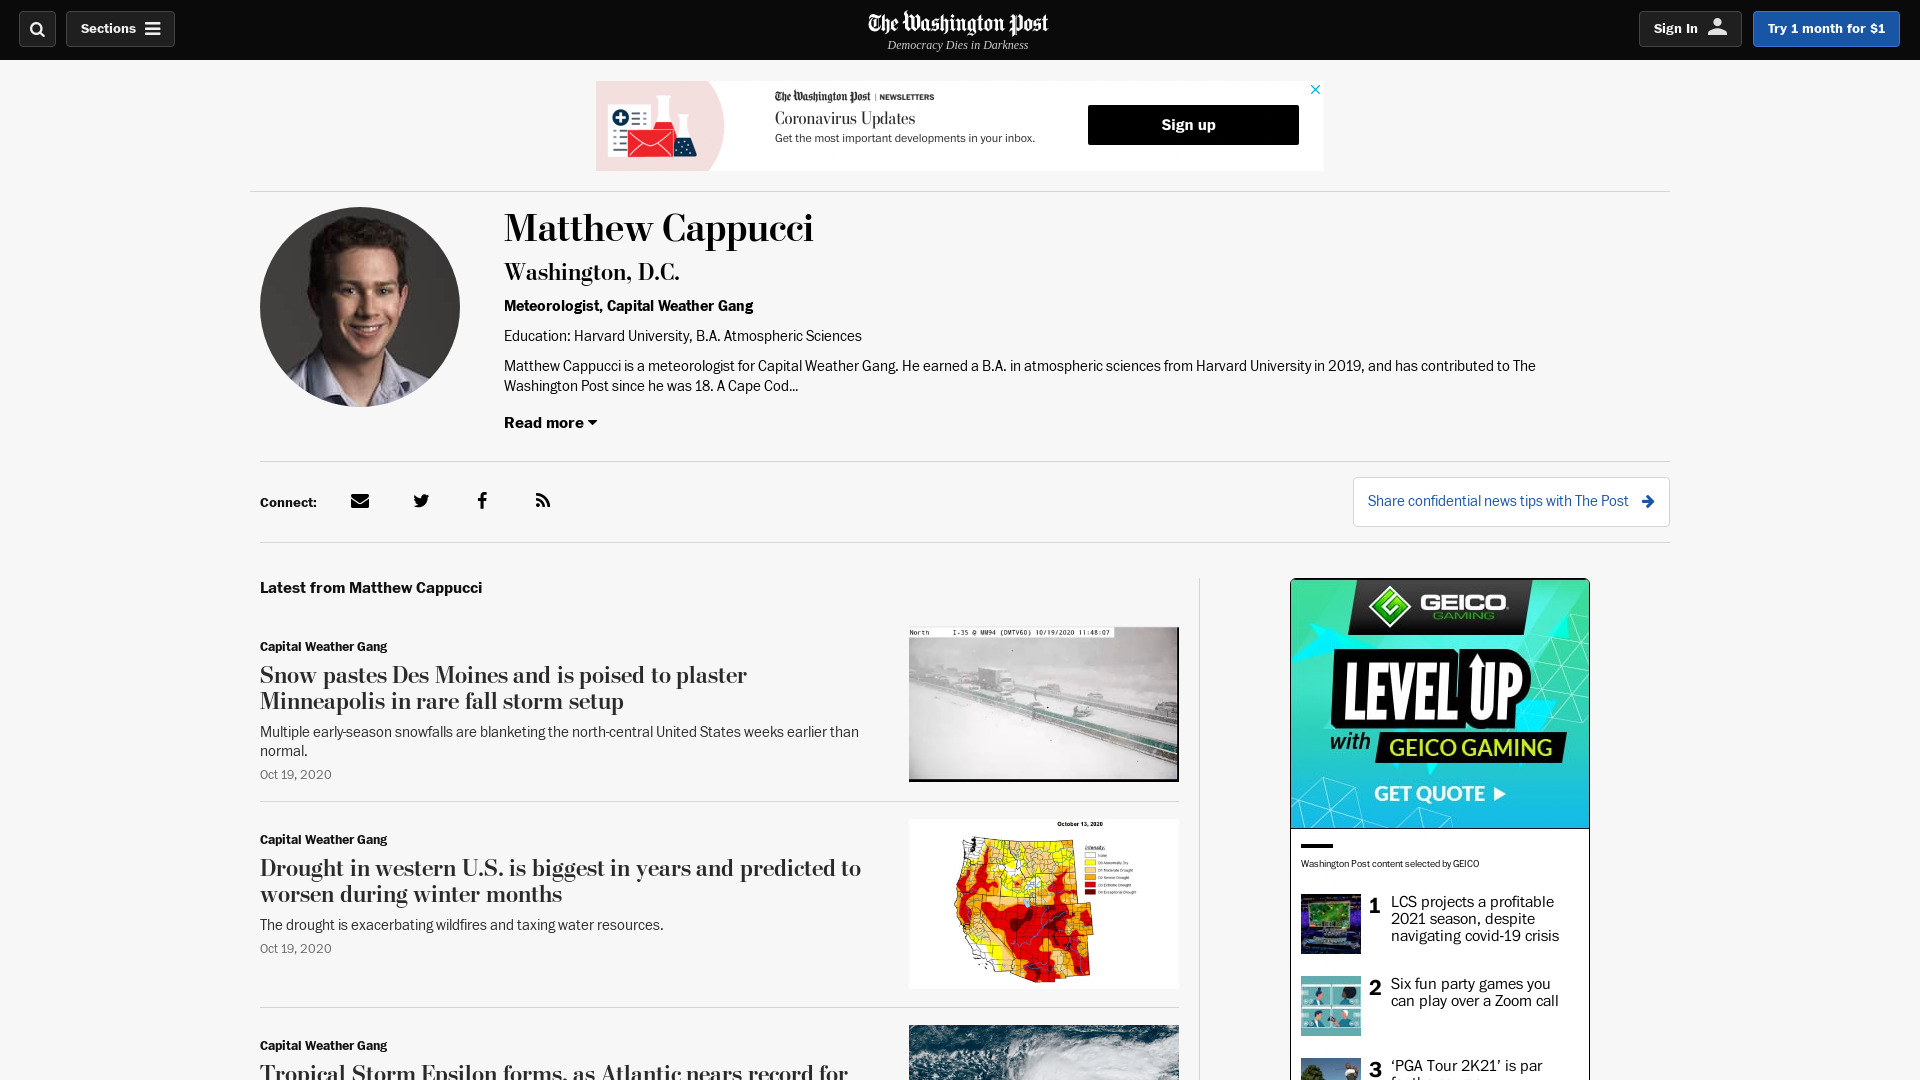 Sections
The Washington Post
Democracy Dies in Darkness
Sign In
Try 1 month for $1
The Washington Post | NEWSLETTERS
Coronavirus Updates
Get the most important developments in your inbox.
Sign up
Matthew Cappucci
Washington, D.C.
Meteorologist, Capital Weather Gang
Education: Harvard University, B.A. Atmospheric Sciences
Matthew Cappucci is a meteorologist for Capital Weather Gang. He earned a B.A. in atmospheric sciences from Harvard University in 2019, and has contributed to The
Washington Post since he was 18. A Cape Cod...
Read more
Connect:
Share confidential news tips with The Post
Latest from Matthew Cappucci
Capital Weather Gang
Snow pastes Des Moines and is poised to plaster
Minneapolis in rare fall storm setup
Multiple early-season snowfalls are blanketing the north-central United States weeks earlier than
normal.
Oct 19, 2020
North I-35 @ MM94 (DMTV60) 10/19/2020 11:48:07
Capital Weather Gang
Drought in western U.S. is biggest in years and predicted to
worsen during winter months
The drought is exacerbating wildfires and taxing water resources.
Oct 19, 2020
October 13, 2020
Capital Weather Gang
Tropical Storm Epsilon forms, as Atlantic nears record for
GEICO
GAMING
LEVEL UP
with GEICO GAMING
GET QUOTE
Washington Post content selected by GEICO
1 LCS projects a profitable
2021 season, despite
navigating covid-19 crisis
2 Six fun party games you
can play over a Zoom call
3 ‘PGA Tour 2K21’ is par